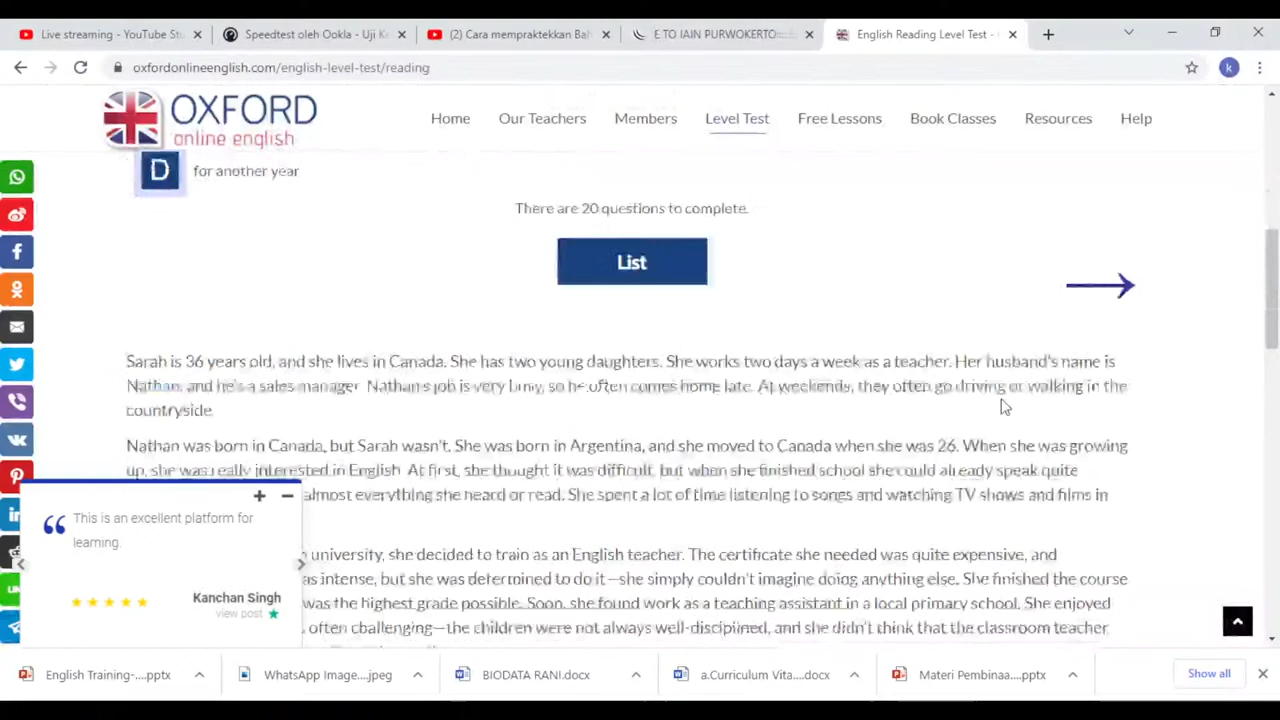 Live streaming - YouTube Stu
Speedtest oleh Ookla - Uji Ke
(2) Cara mempraktekkan Bah
E TO IAIN PURWOKERTO
English Reading Level Test -
oxfordonlineenglish.com/english-level-test/reading
k
OXFORD
online english
Home
Our Teachers
Members
Level Test
Free Lessons
Book Classes
Resources
Help
D for another year
There are 20 questions to complete.
List
Sarah is 36 years old, and she lives in Canada. She has two young daughters. She works two days a week as a teacher. Her husband's name is
Nathan, and he's a sales manager. Nathan's job is very busy, so he often comes home late. At weekends, they often go driving or walking in the
countryside.
Nathan was born in Canada, but Sarah wasn't. She was born in Argentina, and she moved to Canada when she was 26. When she was growing
up, she was really interested in English. At first, she thought it was difficult, but when she finished school she could already speak quite
almost everything she heard or read. She spent a lot of time listening to songs and watching TV shows and films in
university, she decided to train as an English teacher. The certificate she needed was quite expensive, and
as intense, but she was determined to do it—she simply couldn't imagine doing anything else. She finished the course
was the highest grade possible. Soon, she found work as a teaching assistant in a local primary school. She enjoyed
often challenging—the children were not always well-disciplined, and she didn't think that the classroom teacher
+ −
“ This is an excellent platform for
learning.
Kanchan Singh
view post
English Training-....pptx
WhatsApp Image....jpeg
BIODATA RANI.docx
a.Curriculum Vita....docx
Materi Pembinaa....pptx
Show all